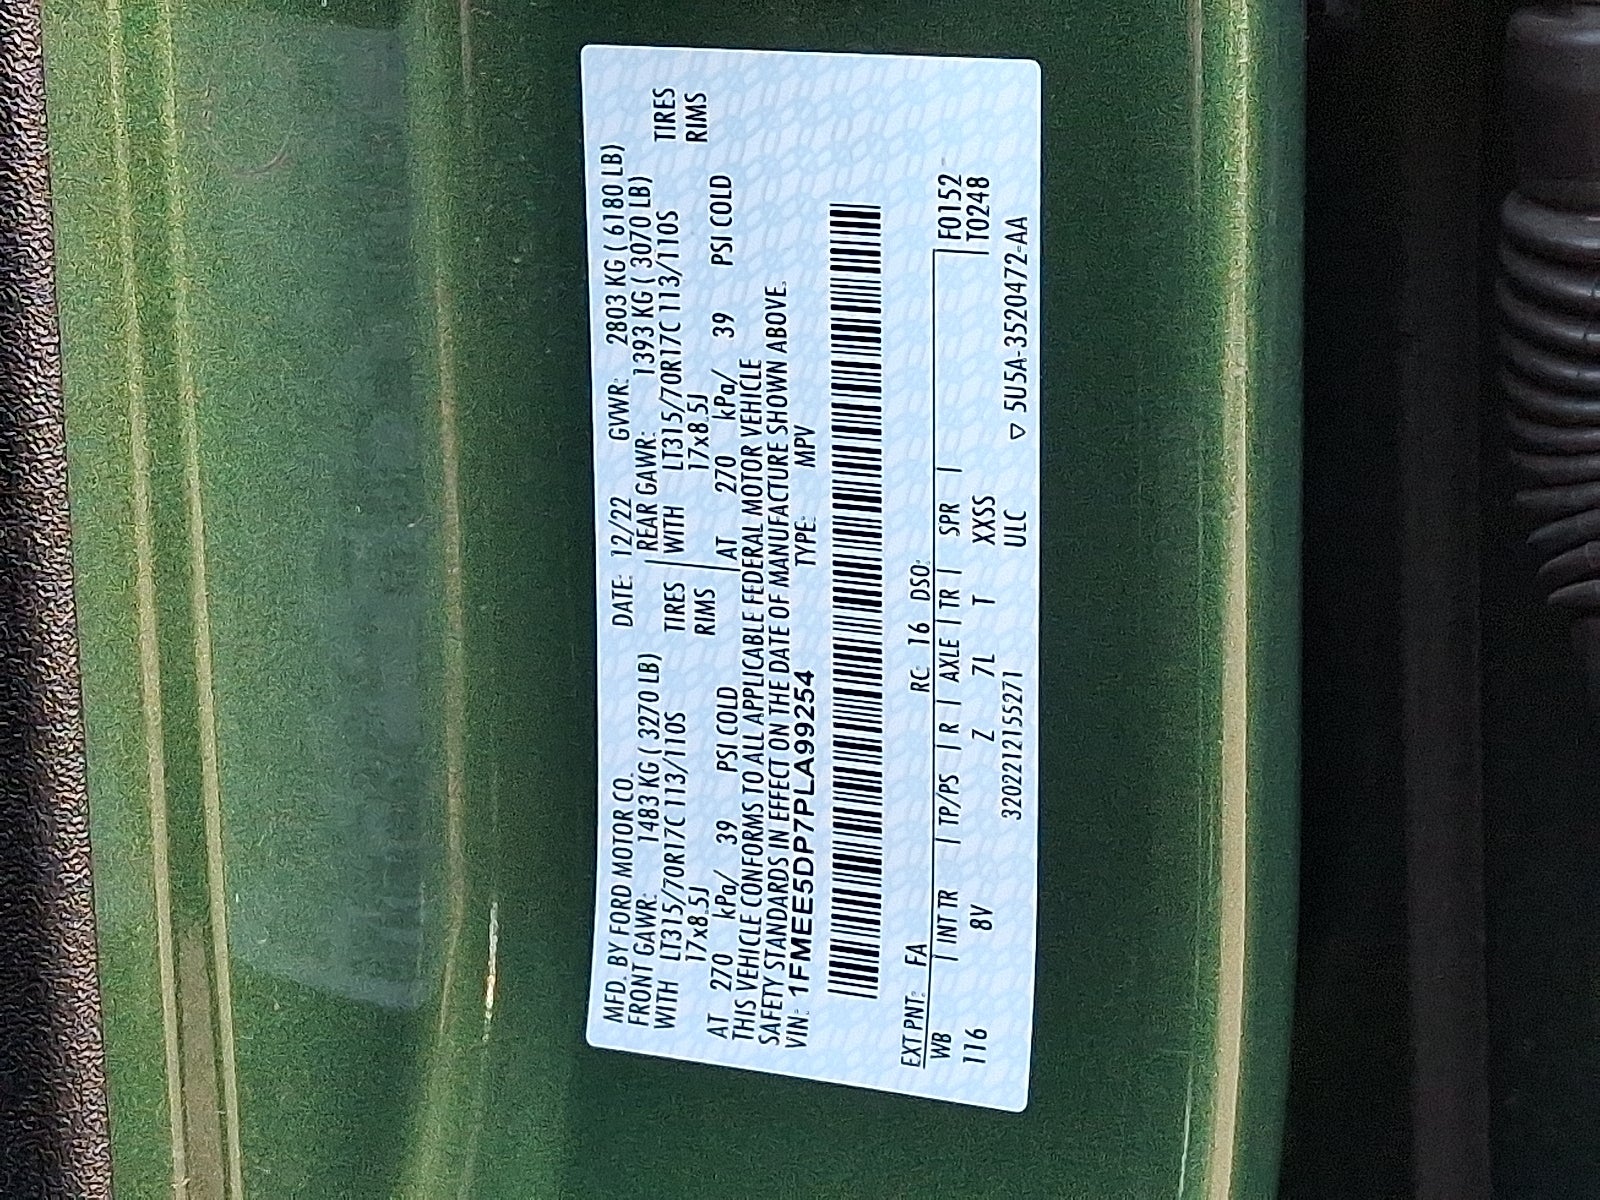 MFD. BY FORD MOTOR CO. DATE: 12/22 GVWR: 2803 KG ( 6180 LB)
FRONT GAWR: 1483 KG ( 3270 LB) REAR GAWR: 1393 KG ( 3070 LB)
WITH LT315/70R17C 113/110S TIRES WITH LT315/70R17C 113/110S TIRES
17x8.5J RIMS 17x8.5J RIMS
AT 270 kPa/ 39 PSI COLD AT 270 kPa/ 39 PSI COLD
THIS VEHICLE CONFORMS TO ALL APPLICABLE FEDERAL MOTOR VEHICLE
SAFETY STANDARDS IN EFFECT ON THE DATE OF MANUFACTURE SHOWN ABOVE.
VIN: 1FMEE5DP7PLA99254 TYPE: MPV
EXT PNT: FA RC: 16 DSO:
WB | INT TR | TP/PS | R | AXLE | TR | SPR | F0152
116 8V Z 7L T XXSS | T0248
320221215527​1 ULC ▽ 5U5A-3520472-AA